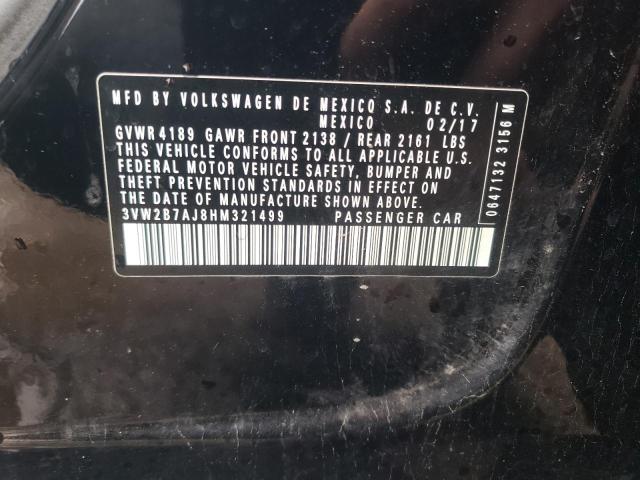 MFD BY VOLKSWAGEN DE MEXICO S.A. DE C.V.
MEXICO 02/17
GVWR 4189 GAWR FRONT 2138 / REAR 2161 LBS
THIS VEHICLE CONFORMS TO ALL APPLICABLE U.S.
FEDERAL MOTOR VEHICLE SAFETY, BUMPER AND
THEFT PREVENTION STANDARDS IN EFFECT ON
THE DATE OF MANUFACTURE SHOWN ABOVE.
3VW2B7AJ8HM321499 PASSENGER CAR
0647132 3156 M